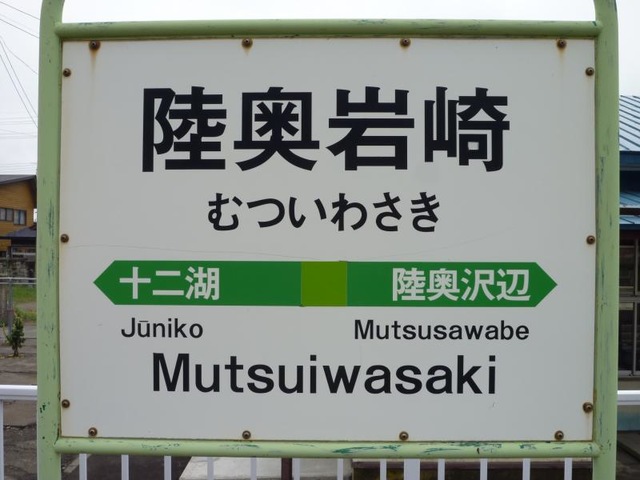 陸奥岩崎
むついわさき
十二湖 陸奥沢辺
Jūniko Mutsusawabe
Mutsuiwasaki